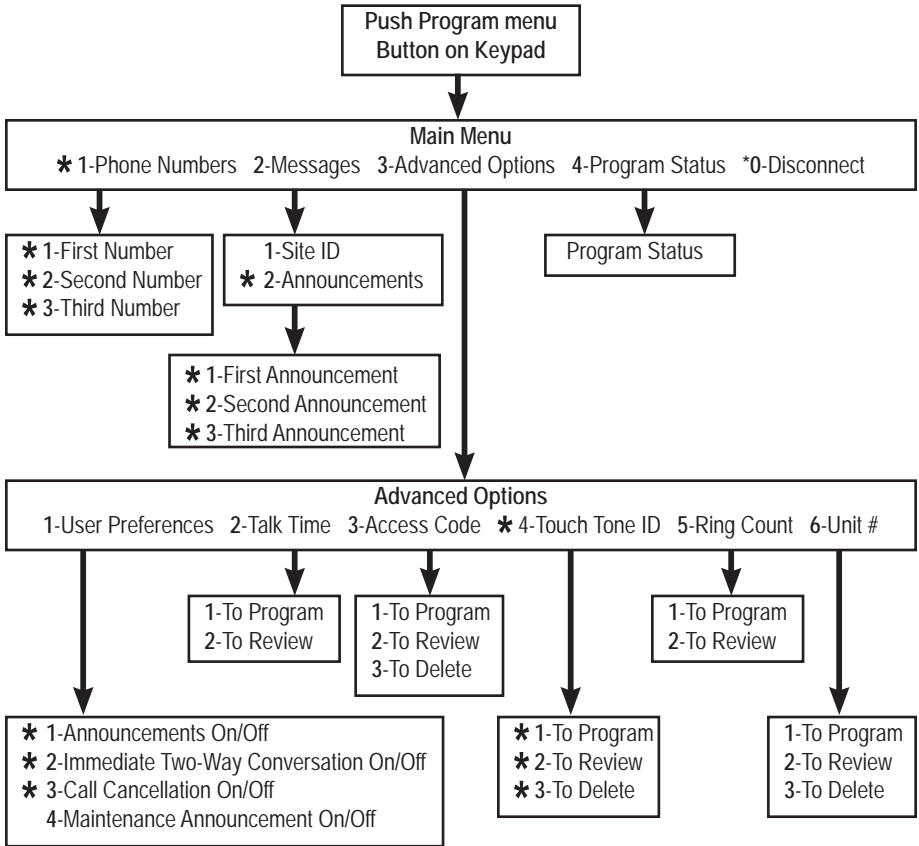 Push Program menu
Button on Keypad
Main Menu
* 1-Phone Numbers 2-Messages 3-Advanced Options 4-Program Status *0-Disconnect
* 1-First Number
* 2-Second Number
* 3-Third Number
1-Site ID
* 2-Announcements
Program Status
* 1-First Announcement
* 2-Second Announcement
* 3-Third Announcement
Advanced Options
1-User Preferences 2-Talk Time 3-Access Code * 4-Touch Tone ID 5-Ring Count 6-Unit #
1-To Program
2-To Review
1-To Program
2-To Review
3-To Delete
1-To Program
2-To Review
* 1-Announcements On/Off
* 2-Immediate Two-Way Conversation On/Off
* 3-Call Cancellation On/Off
4-Maintenance Announcement On/Off
* 1-To Program
* 2-To Review
* 3-To Delete
1-To Program
2-To Review
3-To Delete